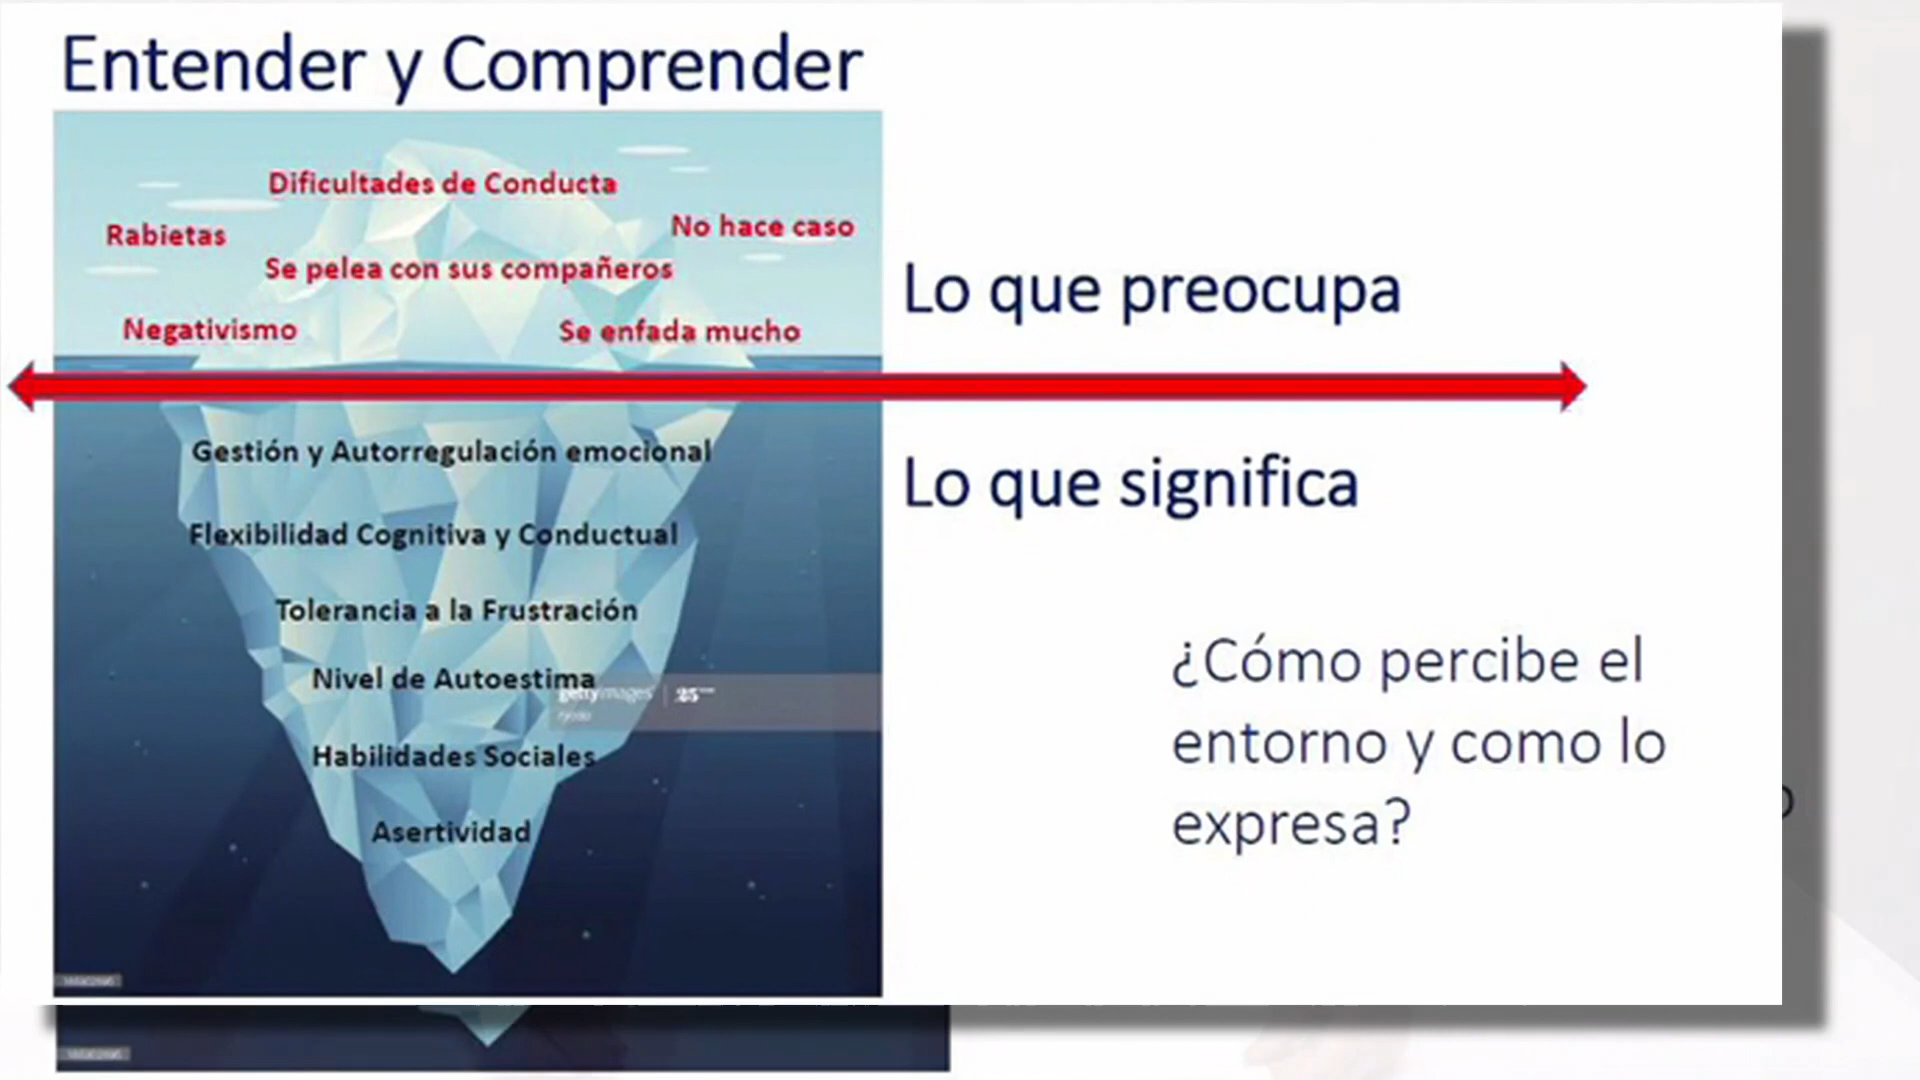 Entender y Comprender
Dificultades de Conducta
Rabietas
No hace caso
Se pelea con sus compañeros
Negativismo
Se enfada mucho
Lo que preocupa
Gestión y Autorregulación emocional
Lo que significa
Flexibilidad Cognitiva y Conductual
Tolerancia a la Frustración
Nivel de Autoestima
gettyimages 25
Habilidades Sociales
Asertividad
¿Cómo percibe el
entorno y como lo
expresa?